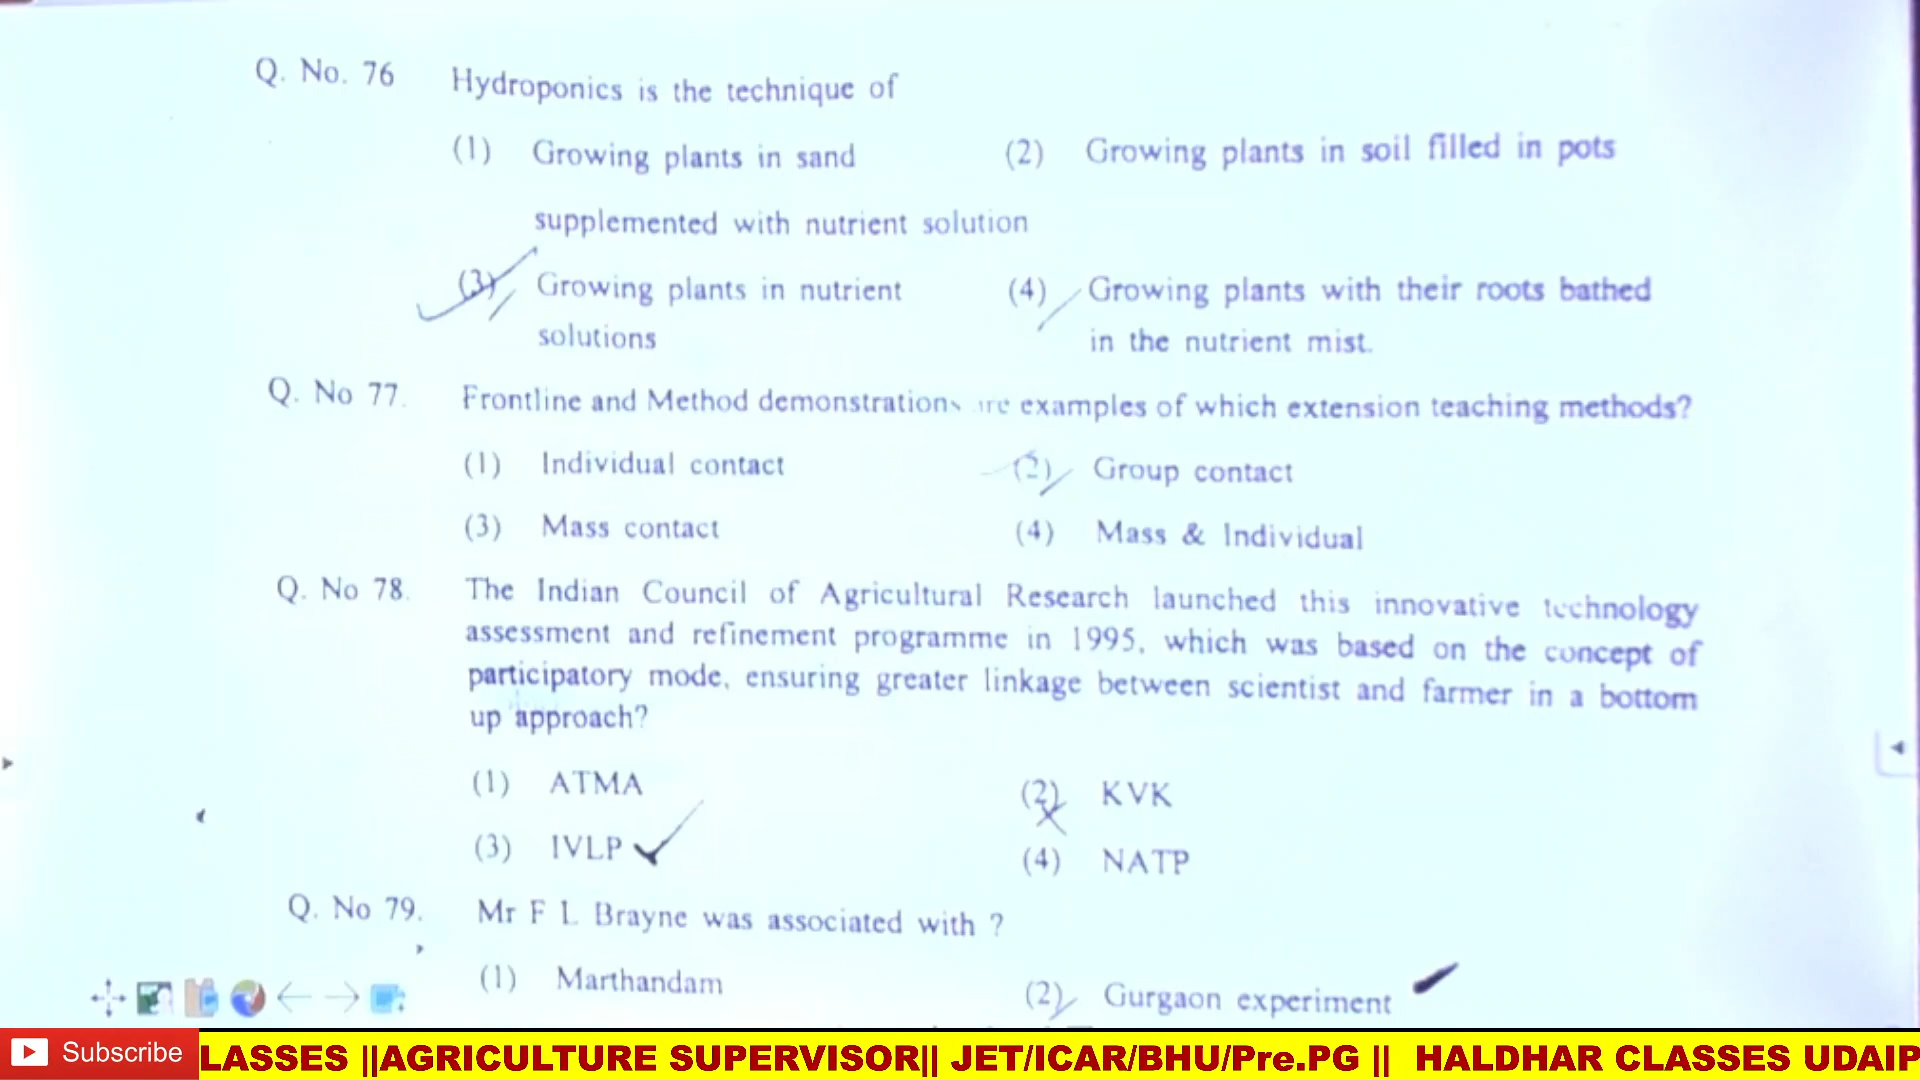 Q. No. 76 Hydroponics is the technique of
(1) Growing plants in sand (2) Growing plants in soil filled in pots
supplemented with nutrient solution
(3) Growing plants in nutrient (4) Growing plants with their roots bathed
solutions in the nutrient mist.
Q. No 77. Frontline and Method demonstrations are examples of which extension teaching methods?
(1) Individual contact (2) Group contact
(3) Mass contact (4) Mass & Individual
Q. No 78. The Indian Council of Agricultural Research launched this innovative technology
assessment and refinement programme in 1995, which was based on the concept of
participatory mode, ensuring greater linkage between scientist and farmer in a bottom
up approach?
(1) ATMA (2) KVK
(3) IVLP (4) NATP
Q. No 79. Mr F L Brayne was associated with ?
(1) Marthandam (2) Gurgaon experiment
Subscribe LASSES ||AGRICULTURE SUPERVISOR|| JET/ICAR/BHU/Pre.PG || HALDHAR CLASSES UDAIP